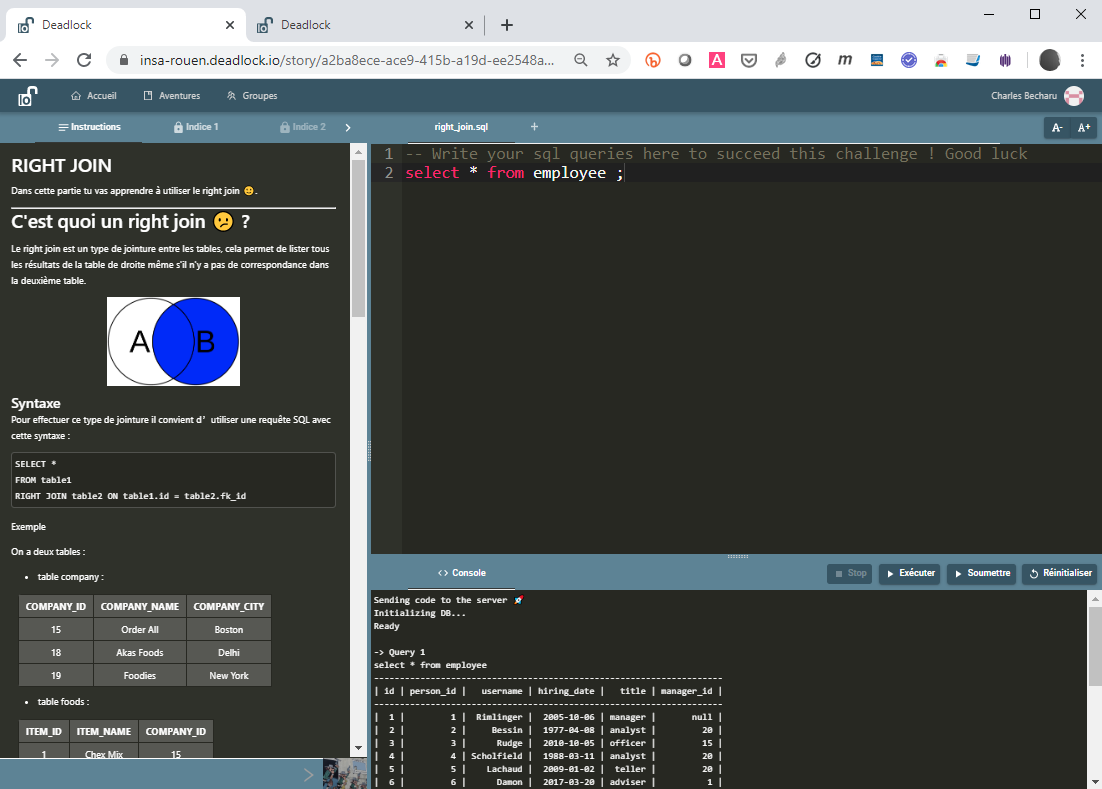 Deadlock
Deadlock
insa-rouen.deadlock.io/story/a2ba8ece-ace9-415b-a19d-ee2548a...
Accueil
Aventures
Groupes
Charles Becharu
Instructions
Indice 1
Indice 2
right_join.sql
A-
A+
RIGHT JOIN
Dans cette partie tu vas apprendre à utiliser le right join 🙂.
C'est quoi un right join 😕 ?
Le right join est un type de jointure entre les tables, cela permet de lister tous
les résultats de la table de droite même s'il n'y a pas de correspondance dans
la deuxième table.
A B
Syntaxe
Pour effectuer ce type de jointure il convient d’ utiliser une requête SQL avec
cette syntaxe :
SELECT *
FROM table1
RIGHT JOIN table2 ON table1.id = table2.fk_id
Exemple
On a deux tables :
• table company :
COMPANY_ID COMPANY_NAME COMPANY_CITY
15 Order All Boston
18 Akas Foods Delhi
19 Foodies New York
• table foods :
ITEM_ID ITEM_NAME COMPANY_ID
1 Chex Mix 15
1 -- Write your sql queries here to succeed this challenge ! Good luck
2 select * from employee ;
<> Console
Stop
Exécuter
Soumettre
Réinitialiser
Sending code to the server 🚀
Initializing DB...
Ready
-> Query 1
select * from employee
----------------------------------------------------------------------
| id | person_id | username | hiring_date | title | manager_id |
----------------------------------------------------------------------
| 1 | 1 | Rimlinger | 2005-10-06 | manager | null |
| 2 | 2 | Bessin | 1977-04-08 | analyst | 20 |
| 3 | 3 | Rudge | 2010-10-05 | officer | 15 |
| 4 | 4 | Scholfield | 1988-03-11 | analyst | 20 |
| 5 | 5 | Lachaud | 2009-01-02 | teller | 20 |
| 6 | 6 | Damon | 2017-03-20 | adviser | 1 |